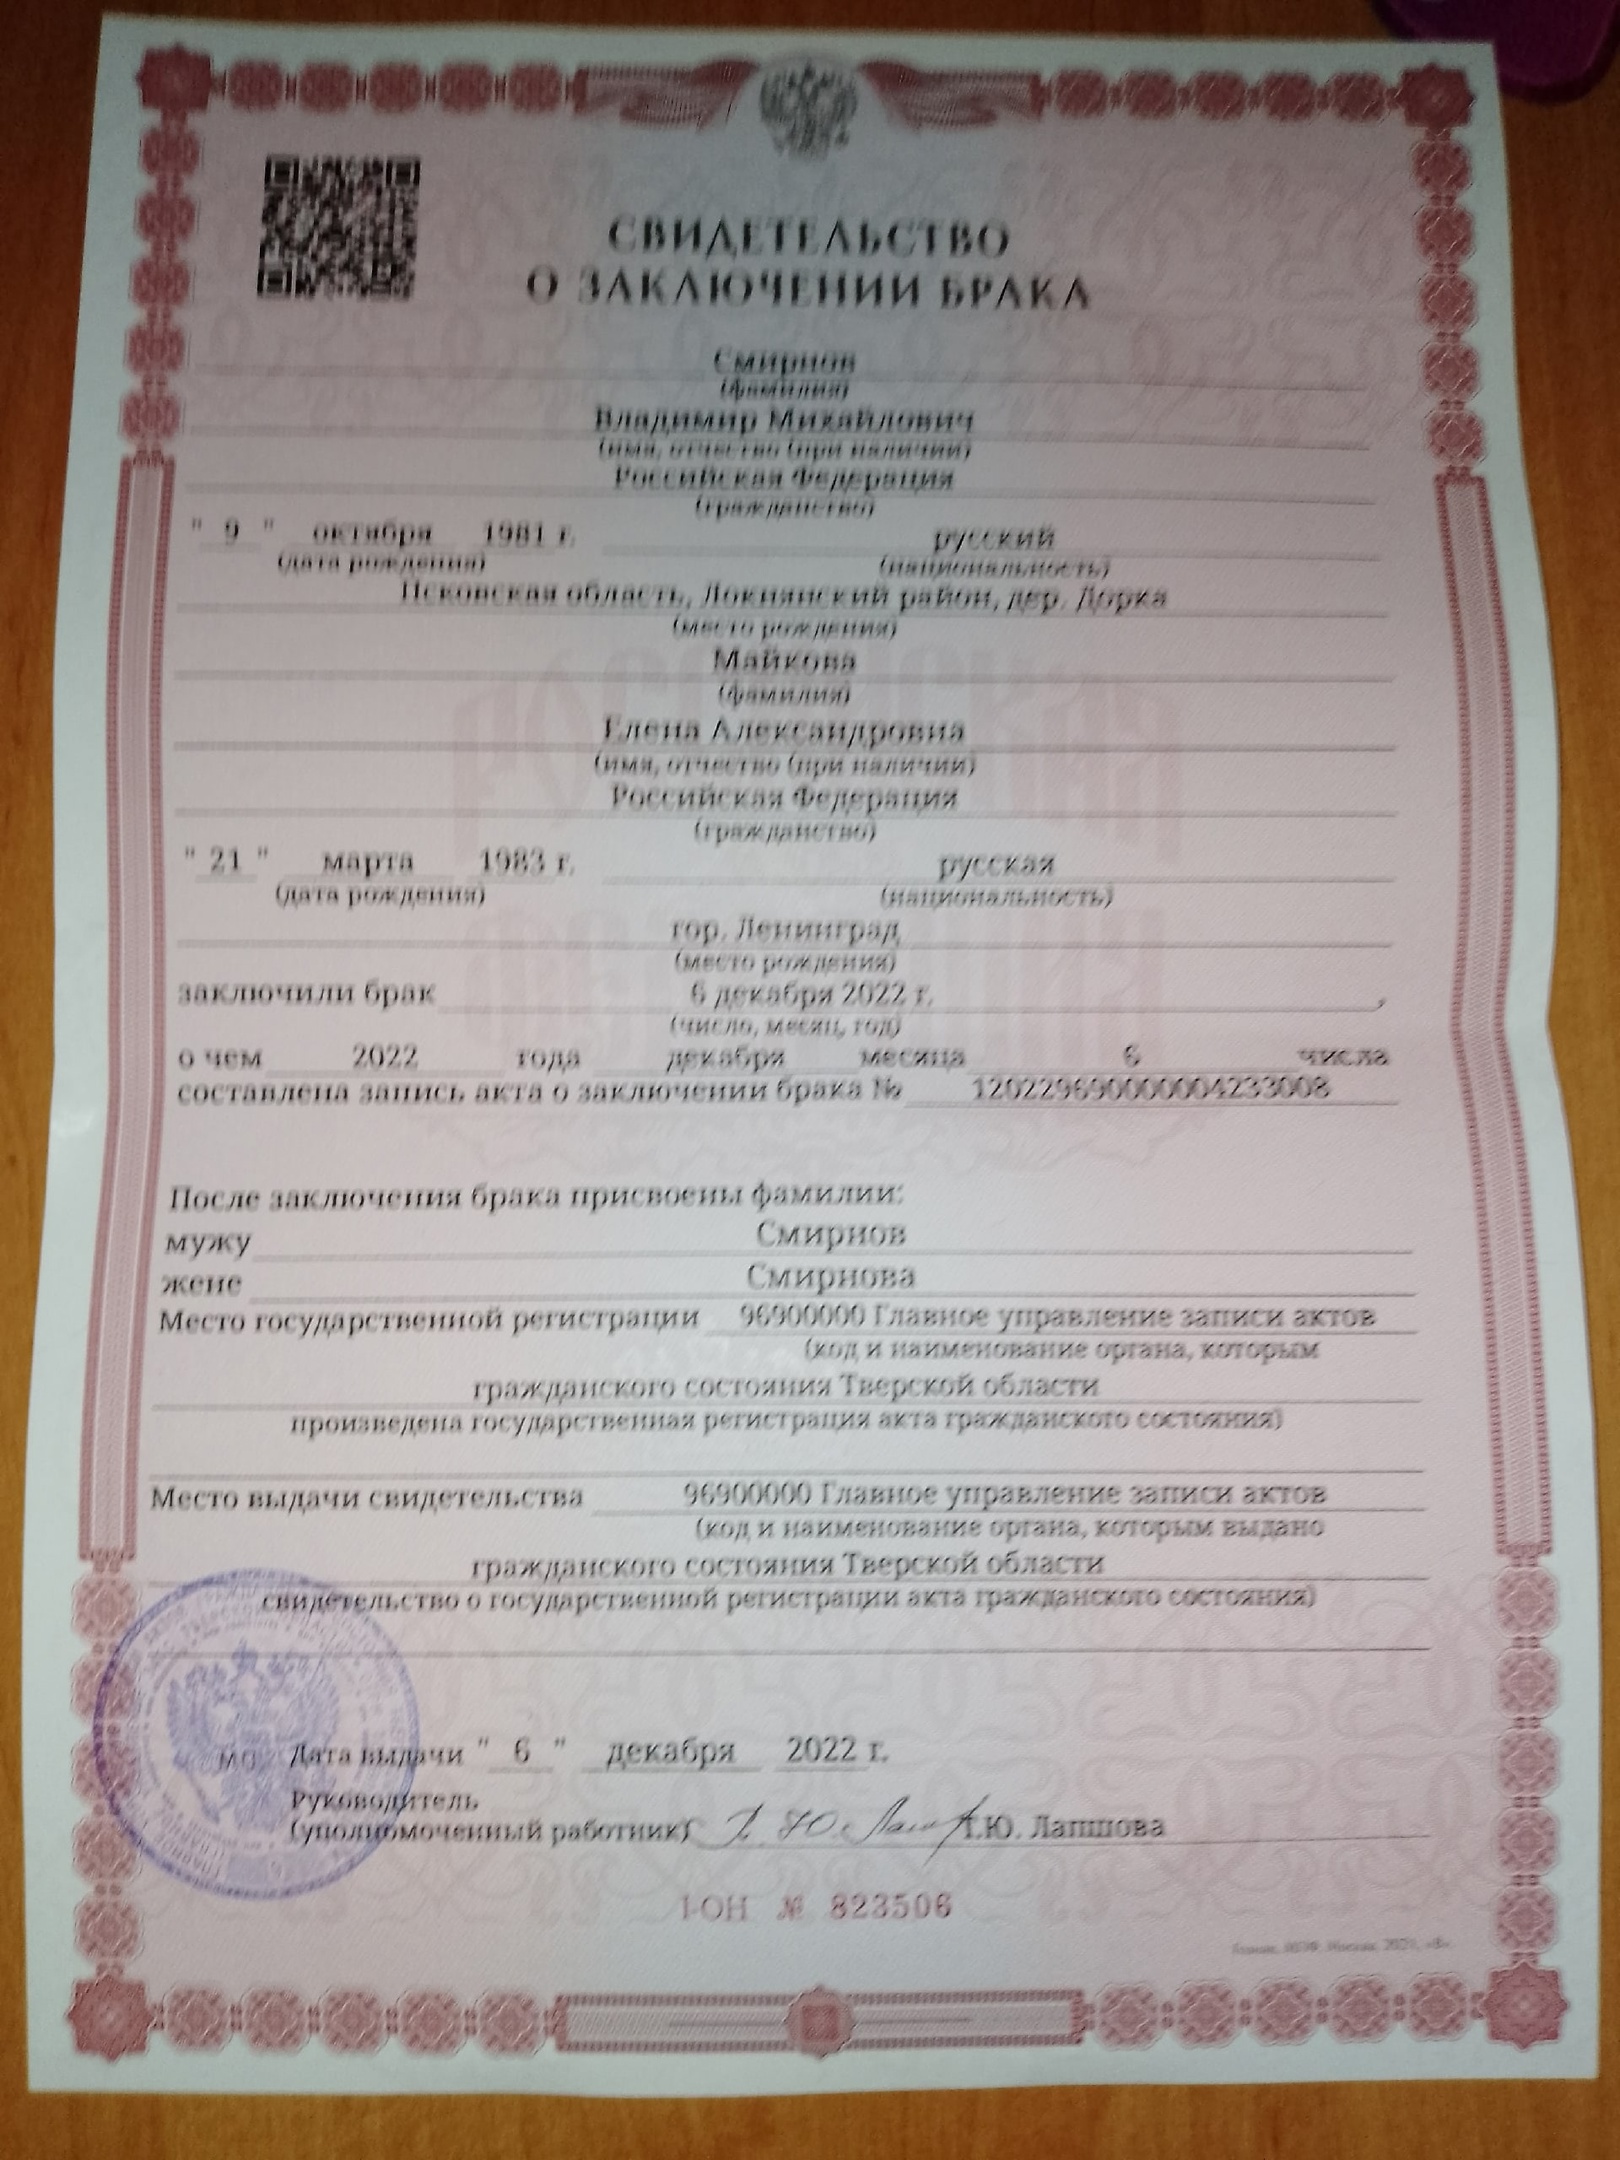 СВИДЕТЕЛЬСТВО
О ЗАКЛЮЧЕНИИ БРАКА
Смирнов
(фамилия)
Владимир Михайлович
(имя, отчество (при наличии)
Российская Федерация
(гражданство)
" 9 " октября 1981 г. русский
(дата рождения) (национальность)
Псковская область, Локнянский район, дер. Дорка
(место рождения)
Майкова
(фамилия)
Елена Александровна
(имя, отчество (при наличии)
Российская Федерация
(гражданство)
" 21 " марта 1983 г. русская
(дата рождения) (национальность)
гор. Ленинград
(место рождения)
заключили брак 6 декабря 2022 г. ,
(число, месяц, год)
о чем 2022 года декабря месяца 6 числа
составлена запись акта о заключении брака № 120229690000004233008
После заключения брака присвоены фамилии:
мужу Смирнов
жене Смирнова
Место государственной регистрации 96900000 Главное управление записи актов
(код и наименование органа, которым
гражданского состояния Тверской области
произведена государственная регистрация акта гражданского состояния)
Место выдачи свидетельства 96900000 Главное управление записи актов
(код и наименование органа, которым выдано
гражданского состояния Тверской области
свидетельство о государственной регистрации акта гражданского состояния)
М.П. Дата выдачи " 6 " декабря 2022 г.
Руководитель
(уполномоченный работник) Т.Ю. Лапшова
I-ОН № 823506